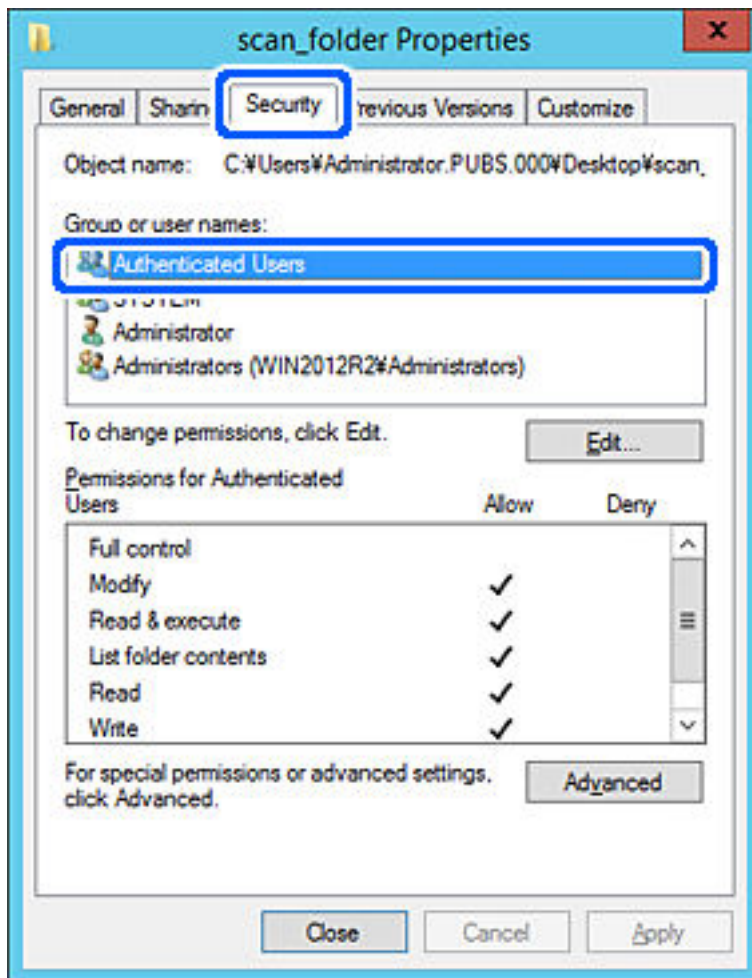 scan_folder Properties
x
General Sharin Security revious Versions Customize
Object name: C:¥Users¥Administrator.PUBS.000¥Desktop¥scan_
Group or user names:
Authenticated Users
SYSTEM
Administrator
Administrators (WIN2012R2¥Administrators)
To change permissions, click Edit.
Edit...
Permissions for Authenticated
Users Allow Deny
Full control
Modify
Read & execute
List folder contents
Read
Write
For special permissions or advanced settings,
click Advanced.
Advanced
Close Cancel Apply